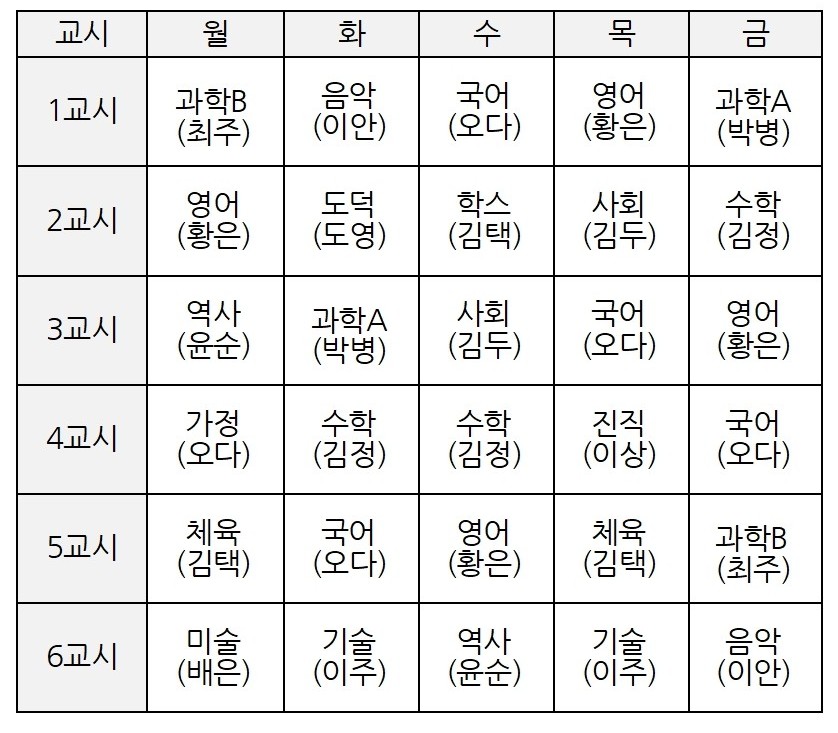 교시 월 화 수 목 금
1교시 과학B 음악 국어 영어 과학A
(최주) (이안) (오다) (황은) (박병)
2교시 영어 도덕 학스 사회 수학
(황은) (도영) (김택) (김두) (김정)
3교시 역사 과학A 사회 국어 영어
(윤순) (박병) (김두) (오다) (황은)
4교시 가정 수학 수학 진직 국어
(오다) (김정) (김정) (이상) (오다)
5교시 체육 국어 영어 체육 과학B
(김택) (오다) (황은) (김택) (최주)
6교시 미술 기술 역사 기술 음악
(배은) (이주) (윤순) (이주) (이안)